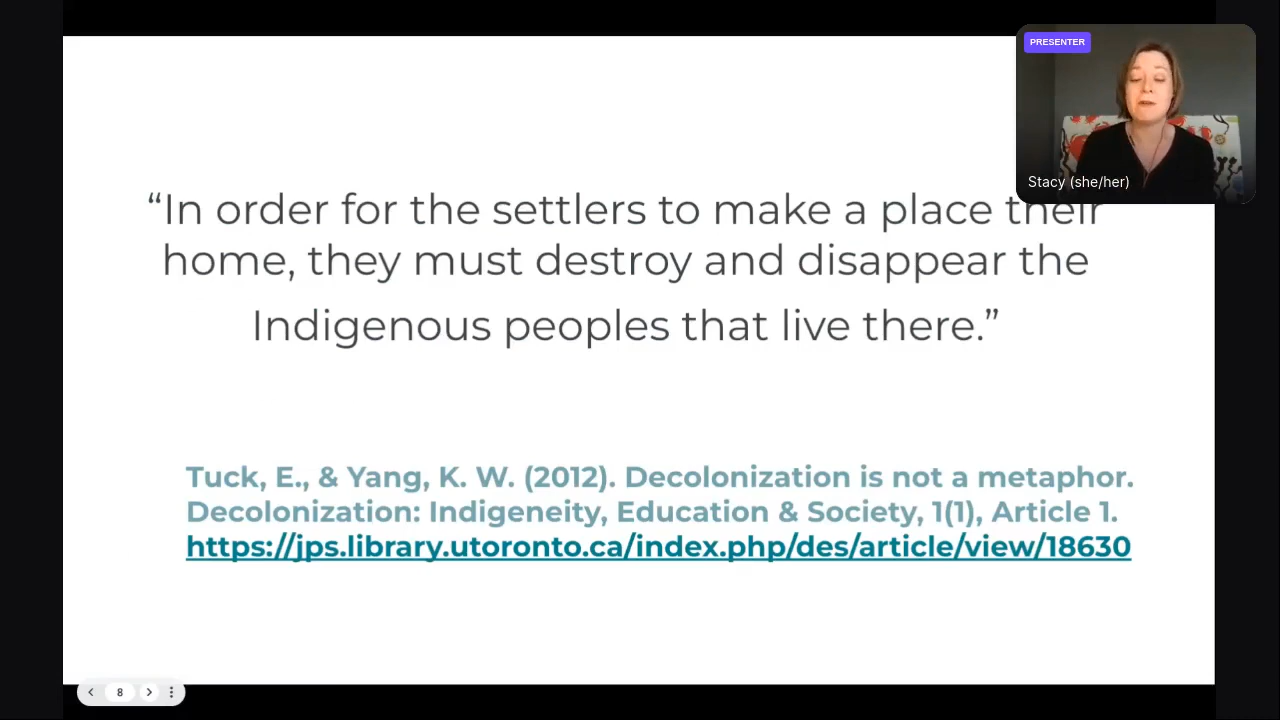 PRESENTER
Stacy (she/her)
“In order for the settlers to make a place their
home, they must destroy and disappear the
Indigenous peoples that live there.”
Tuck, E., & Yang, K. W. (2012). Decolonization is not a metaphor.
Decolonization: Indigeneity, Education & Society, 1(1), Article 1.
https://jps.library.utoronto.ca/index.php/des/article/view/18630
8